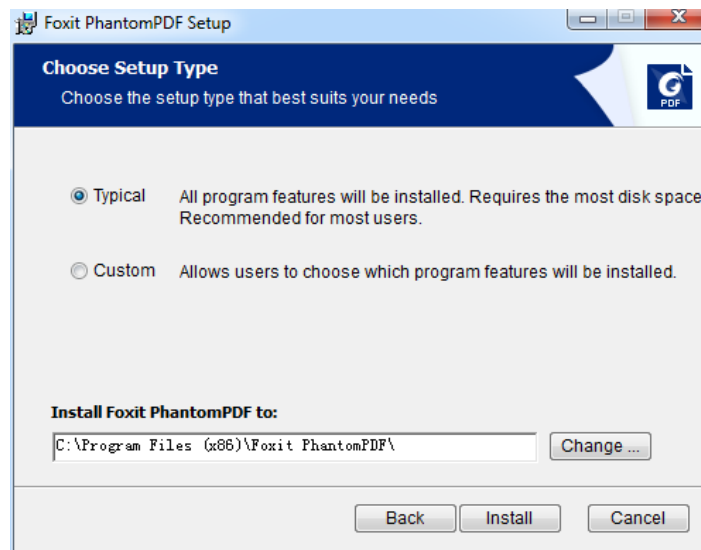 Foxit PhantomPDF Setup
Choose Setup Type
Choose the setup type that best suits your needs
PDF
Typical
All program features will be installed. Requires the most disk space
Recommended for most users.
Custom
Allows users to choose which program features will be installed.
Install Foxit PhantomPDF to:
C:\Program Files (x86)\Foxit PhantomPDF\
Change ...
Back
Install
Cancel